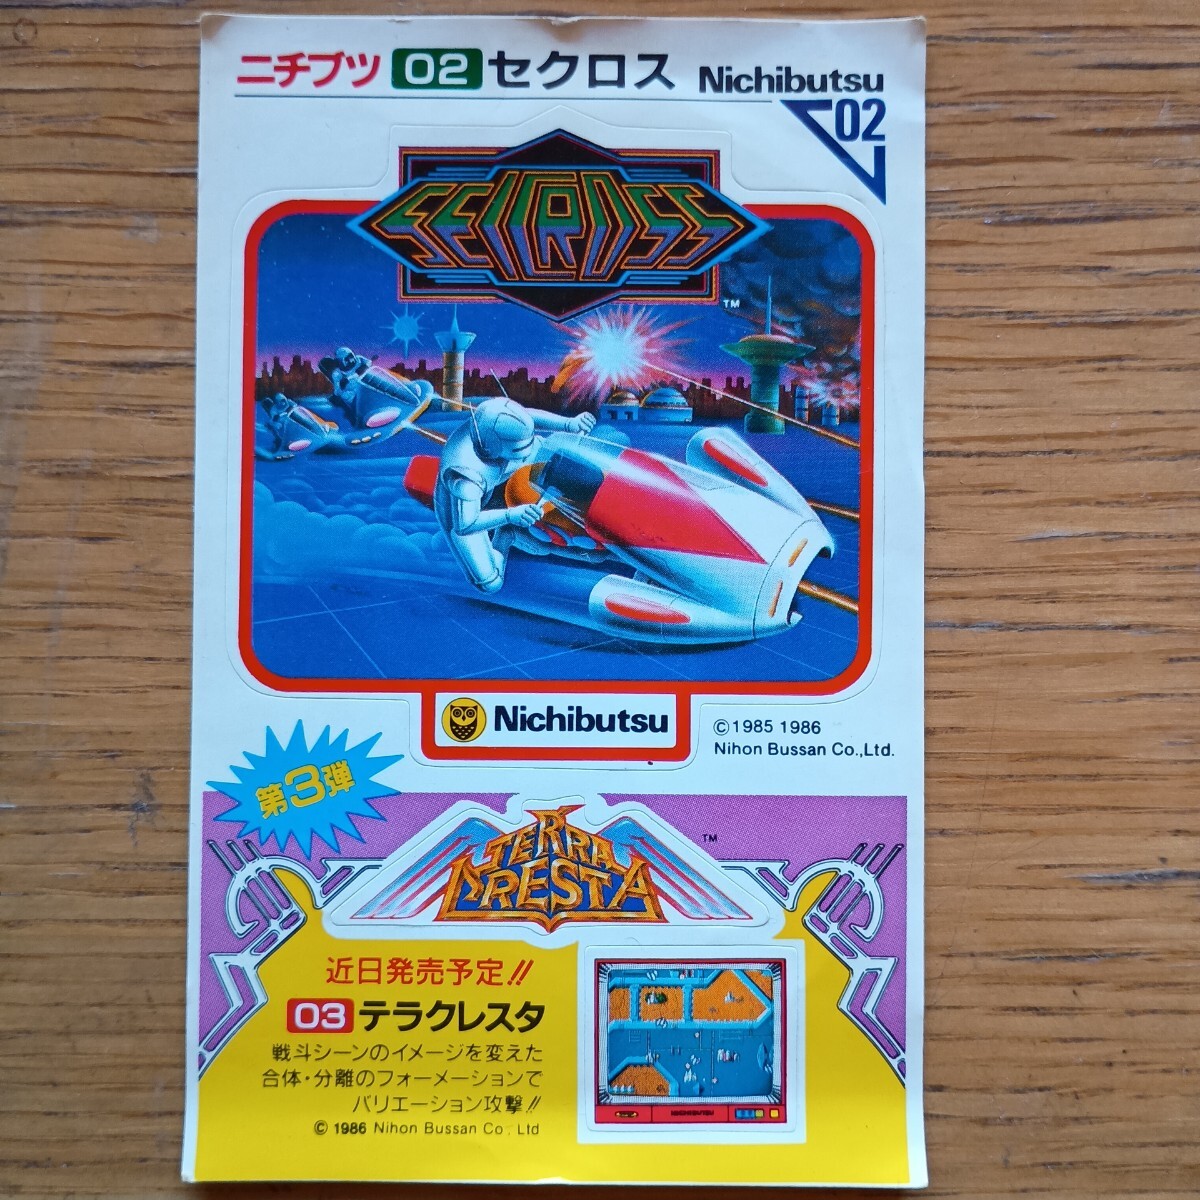 ニチブツ 02 セクロス Nichibutsu
02
SEICROSS
TM
Nichibutsu
©1985 1986
Nihon Bussan Co.,Ltd.
第3弾
TERRA
CRESTA
TM
近日発売予定!!
03 テラクレスタ
戦斗シーンのイメージを変えた
合体・分離のフォーメーションで
バリエーション攻撃!!
© 1986 Nihon Bussan Co., Ltd
NICHIBUTSU